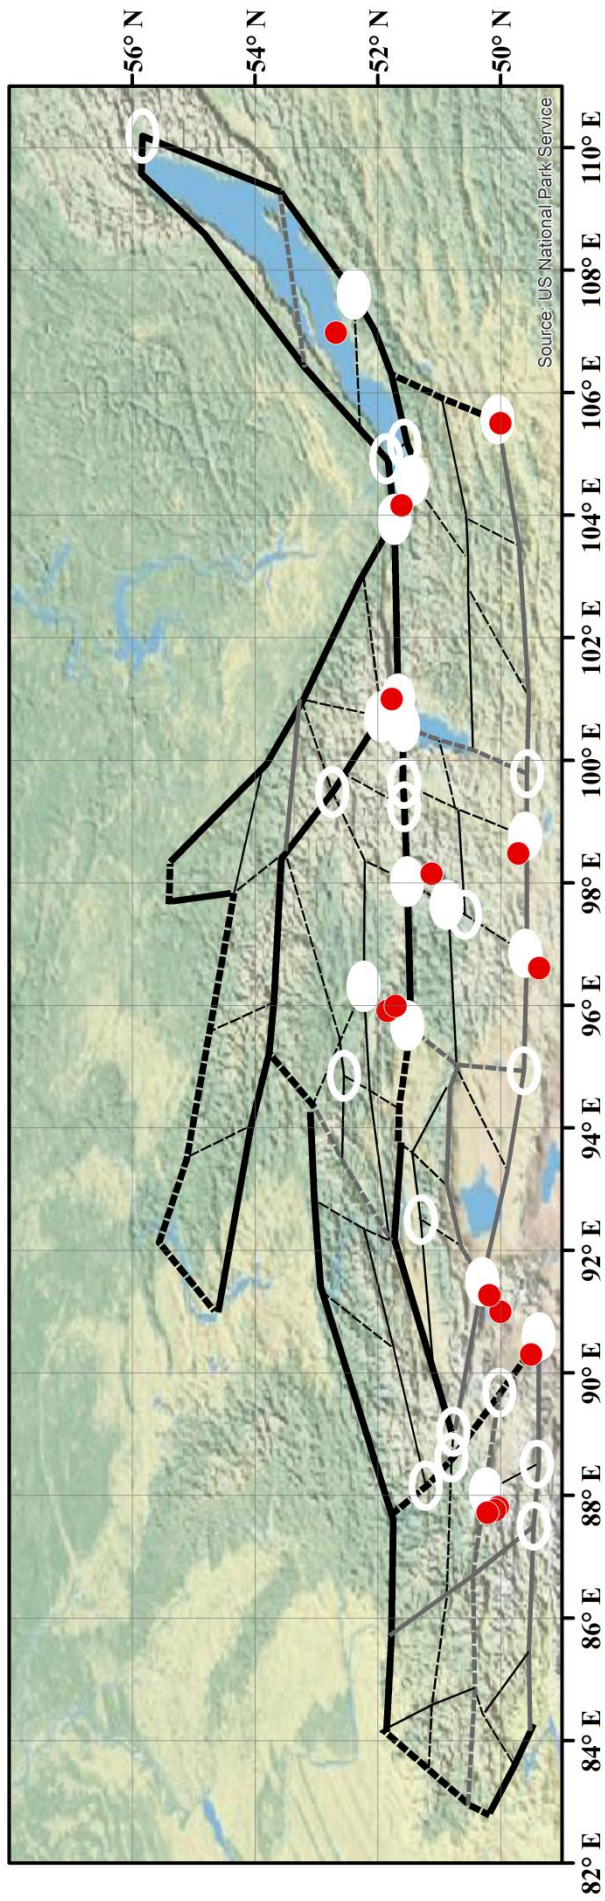 56° N
54° N
52° N
50° N
82° E
84° E
86° E
88° E
90° E
92° E
94° E
96° E
98° E
100° E
102° E
104° E
106° E
108° E
110° E
Source: US National Park Service